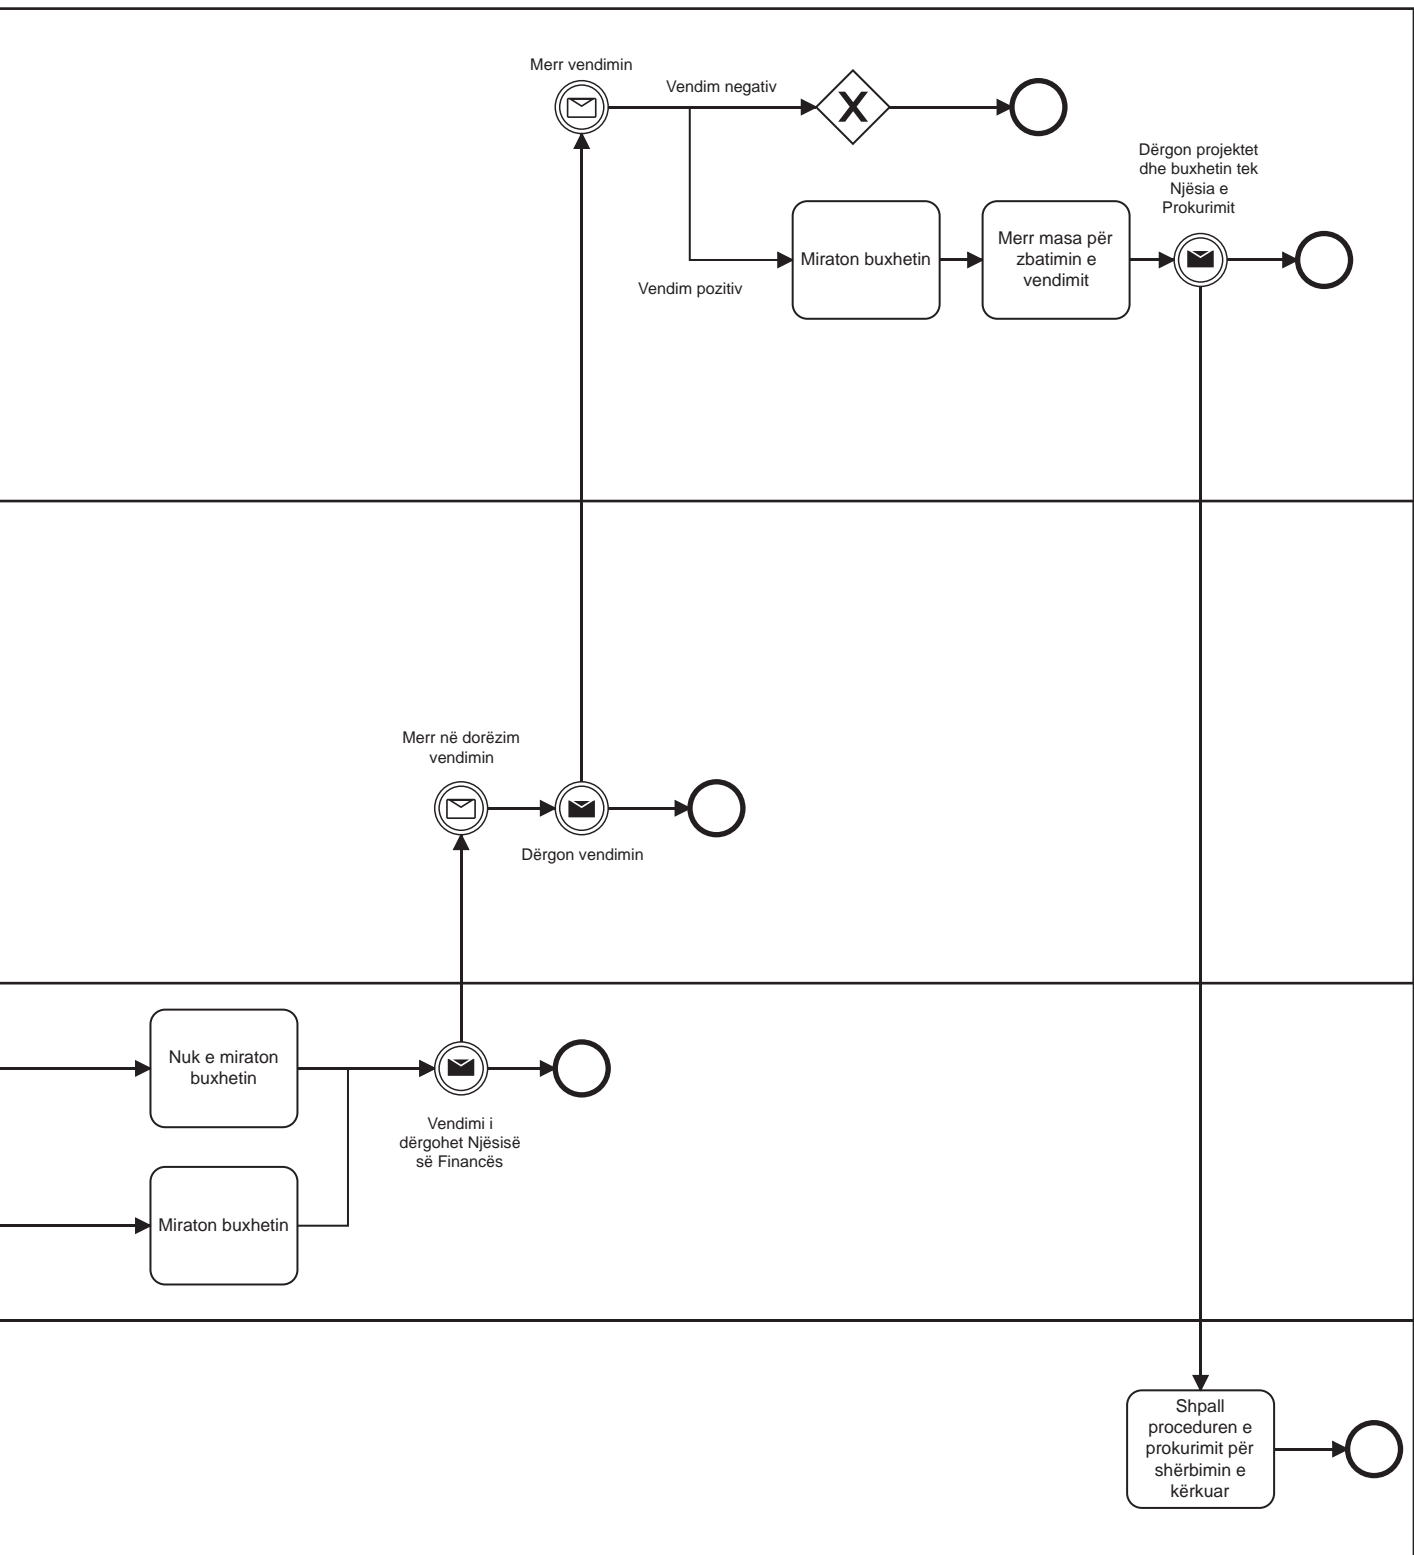 Merr vendimin
Vendim negativ
Dërgon projektet
dhe buxhetin tek
Njësia e
Prokurimit
Miraton buxhetin
Merr masa për
zbatimin e
vendimit
Vendim pozitiv
Merr në dorëzim
vendimin
Dërgon vendimin
Nuk e miraton
buxhetin
Vendimi i
dërgohet Njësisë
së Financës
Miraton buxhetin
Shpall
proceduren e
prokurimit për
shërbimin e
kërkuar